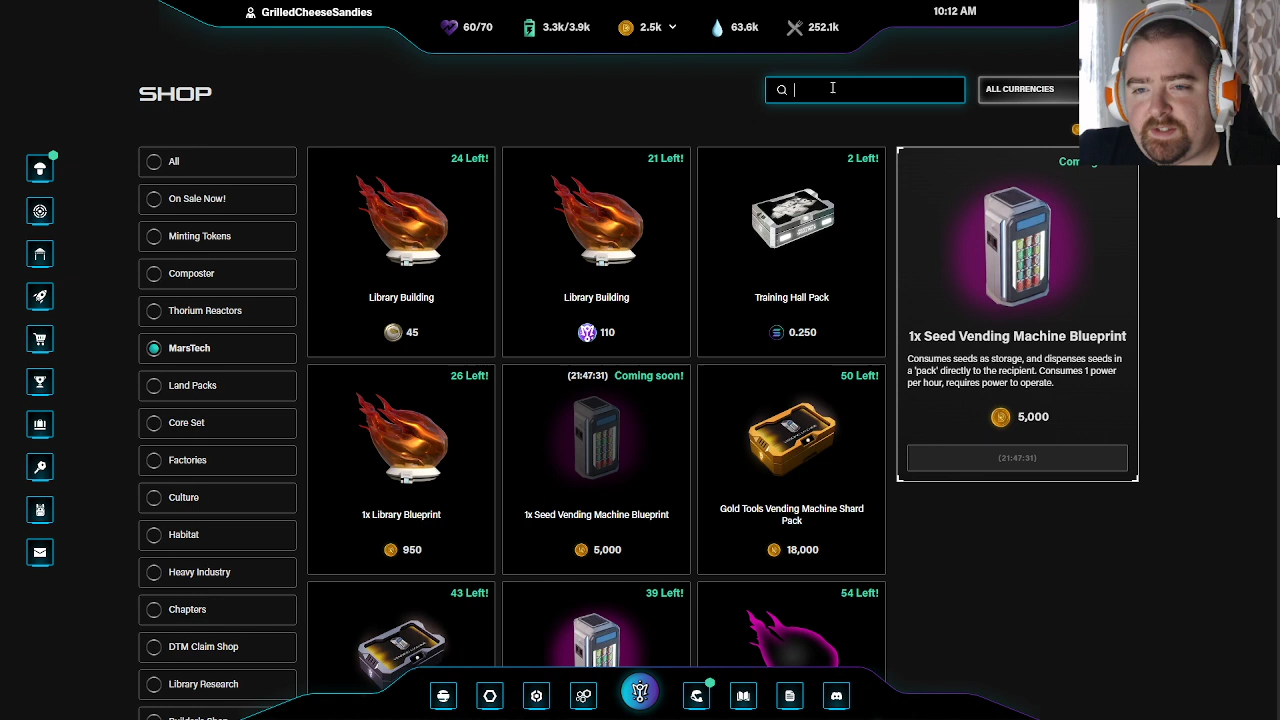 GrilledCheeseSandies
60/70
3.3k/3.9k
2.5k
63.6k
252.1k
10:12 AM
SHOP
ALL CURRENCIES
All
On Sale Now!
Minting Tokens
Composter
Thorium Reactors
MarsTech
Land Packs
Core Set
Factories
Culture
Habitat
Heavy Industry
Chapters
DTM Claim Shop
Library Research
24 Left!
Library Building
45
21 Left!
Library Building
110
2 Left!
Training Hall Pack
0.250
26 Left!
1x Library Blueprint
950
(21:47:31) Coming soon!
1x Seed Vending Machine Blueprint
5,000
50 Left!
Gold Tools Vending Machine Shard
Pack
18,000
43 Left!
39 Left!
54 Left!
1x Seed Vending Machine Blueprint
Consumes seeds as storage, and dispenses seeds in
a 'pack' directly to the recipient. Consumes 1 power
per hour, requires power to operate.
5,000
(21:47:31)